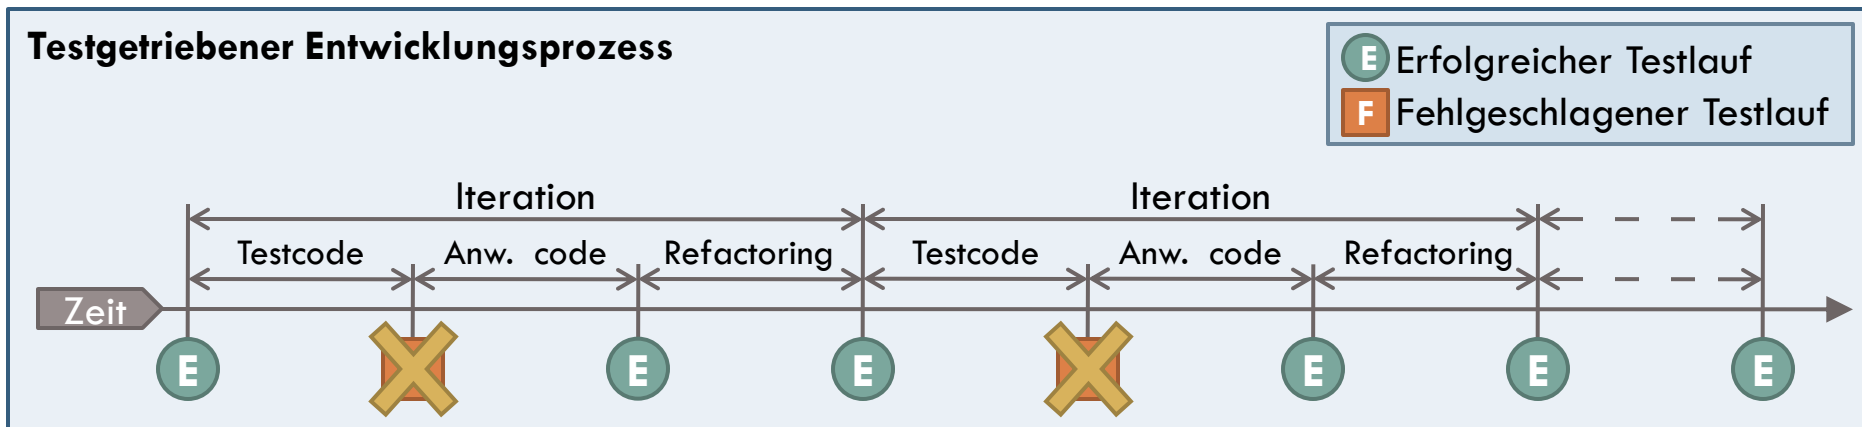 Testgetriebener Entwicklungsprozess
E Erfolgreicher Testlauf
F Fehlgeschlagener Testlauf
Iteration Iteration
Testcode Anw. code Refactoring Testcode Anw. code Refactoring
Zeit
E E E E E E